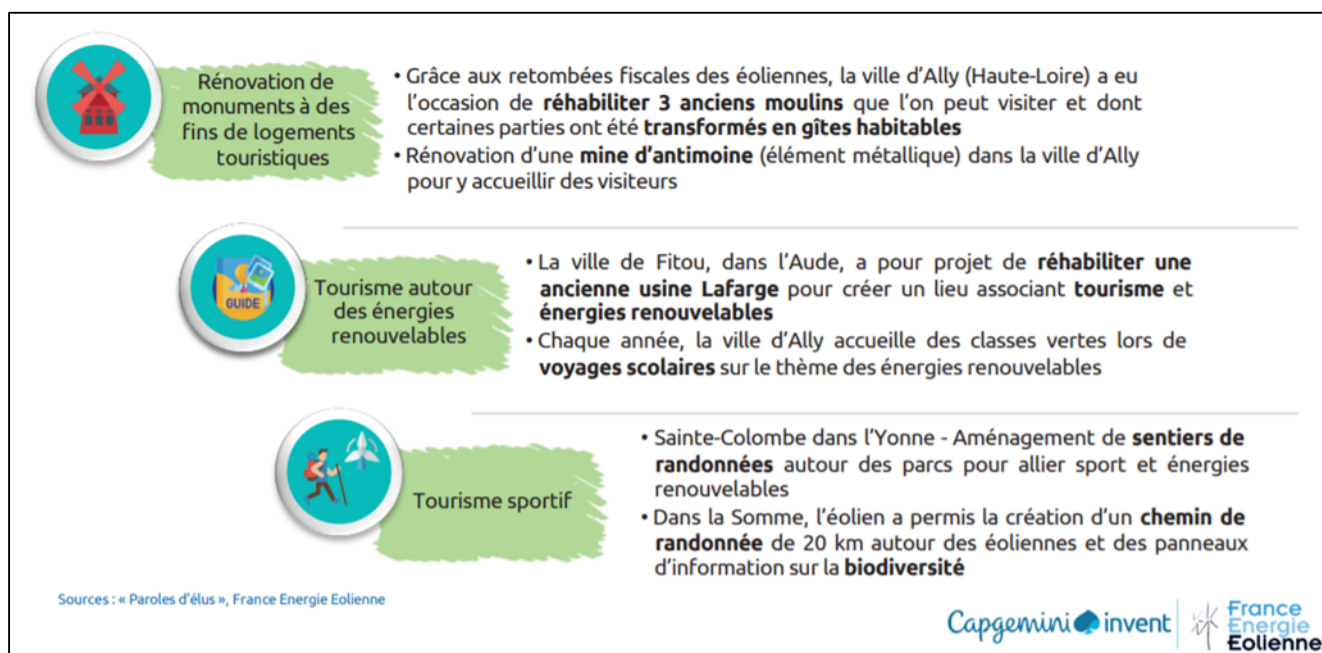 Rénovation de
monuments à des
fins de logements
touristiques
• Grâce aux retombées fiscales des éoliennes, la ville d’Ally (Haute-Loire) a eu
l’occasion de réhabiliter 3 anciens moulins que l’on peut visiter et dont
certaines parties ont été transformés en gîtes habitables
• Rénovation d’une mine d’antimoine (élément métallique) dans la ville d’Ally
pour y accueillir des visiteurs
GUIDE
Tourisme autour
des énergies
renouvelables
• La ville de Fitou, dans l’Aude, a pour projet de réhabiliter une
ancienne usine Lafarge pour créer un lieu associant tourisme et
énergies renouvelables
• Chaque année, la ville d’Ally accueille des classes vertes lors de
voyages scolaires sur le thème des énergies renouvelables
Tourisme sportif
• Sainte-Colombe dans l’Yonne - Aménagement de sentiers de
randonnées autour des parcs pour allier sport et énergies
renouvelables
• Dans la Somme, l’éolien a permis la création d’un chemin de
randonnée de 20 km autour des éoliennes et des panneaux
d’information sur la biodiversité
Sources : « Paroles d’élus », France Energie Eolienne
Capgemini invent
France
Energie
Eolienne